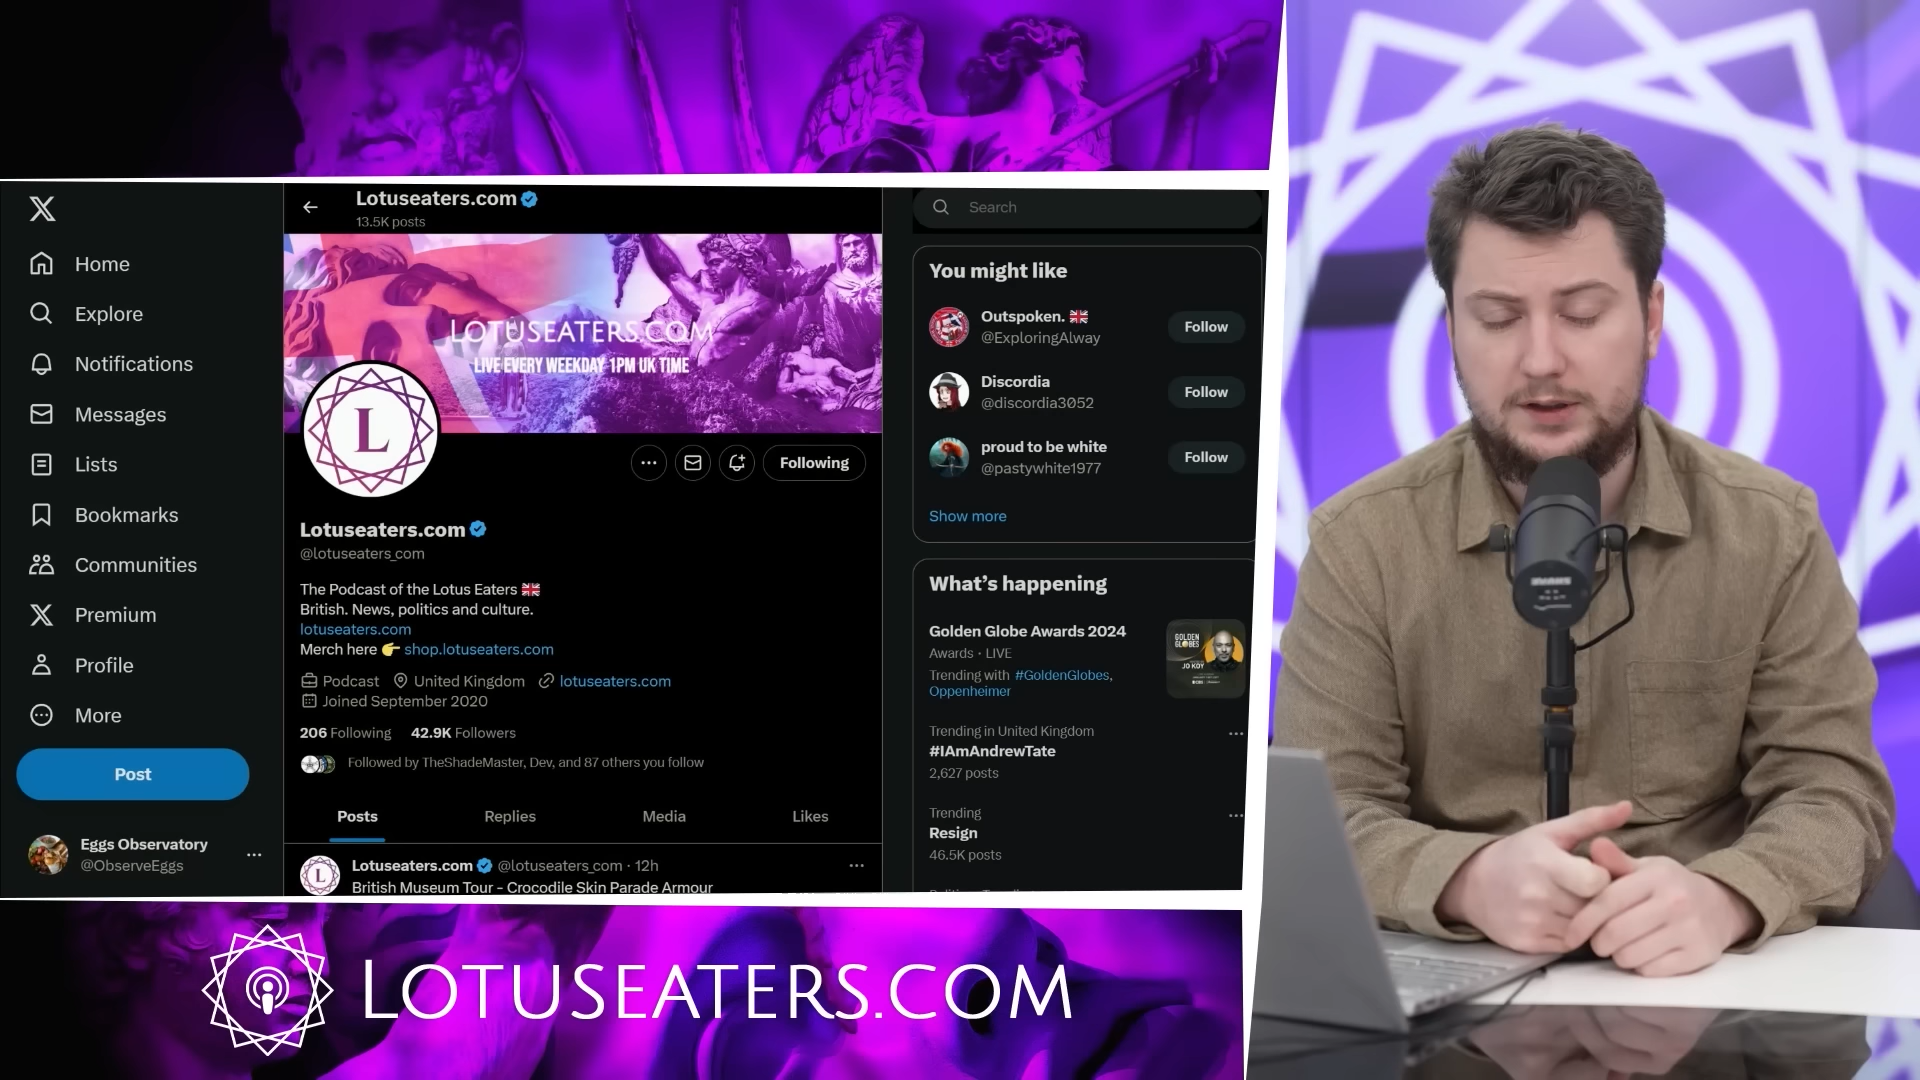 Home
Explore
Notifications
Messages
Lists
Bookmarks
Communities
Premium
Profile
More
Post
Eggs Observatory
@ObserveEggs
Lotuseaters.com
13.5K posts
LOTUSEATERS.COM
LIVE EVERY WEEKDAY 1PM UK TIME
L
Following
Lotuseaters.com
@lotuseaters_com
The Podcast of the Lotus Eaters 🇬🇧
British. News, politics and culture.
lotuseaters.com
Merch here 👉 shop.lotuseaters.com
Podcast United Kingdom lotuseaters.com
Joined September 2020
206 Following 42.9K Followers
Followed by TheShadeMaster, Dev, and 87 others you follow
Posts Replies Media Likes
L
Lotuseaters.com @lotuseaters_com · 12h
British Museum Tour - Crocodile Skin Parade Armour
Search
You might like
Outspoken. 🇬🇧
@ExploringAlway
Follow
Discordia
@discordia3052
Follow
proud to be white
@pastywhite1977
Follow
Show more
What's happening
Golden Globe Awards 2024
Awards · LIVE
Trending with #GoldenGlobes,
Oppenheimer
GOLDEN
GLOBES
JO KOY
Trending in United Kingdom
#IAmAndrewTate
2,627 posts
Trending
Resign
46.5K posts
LOTUSEATERS.COM